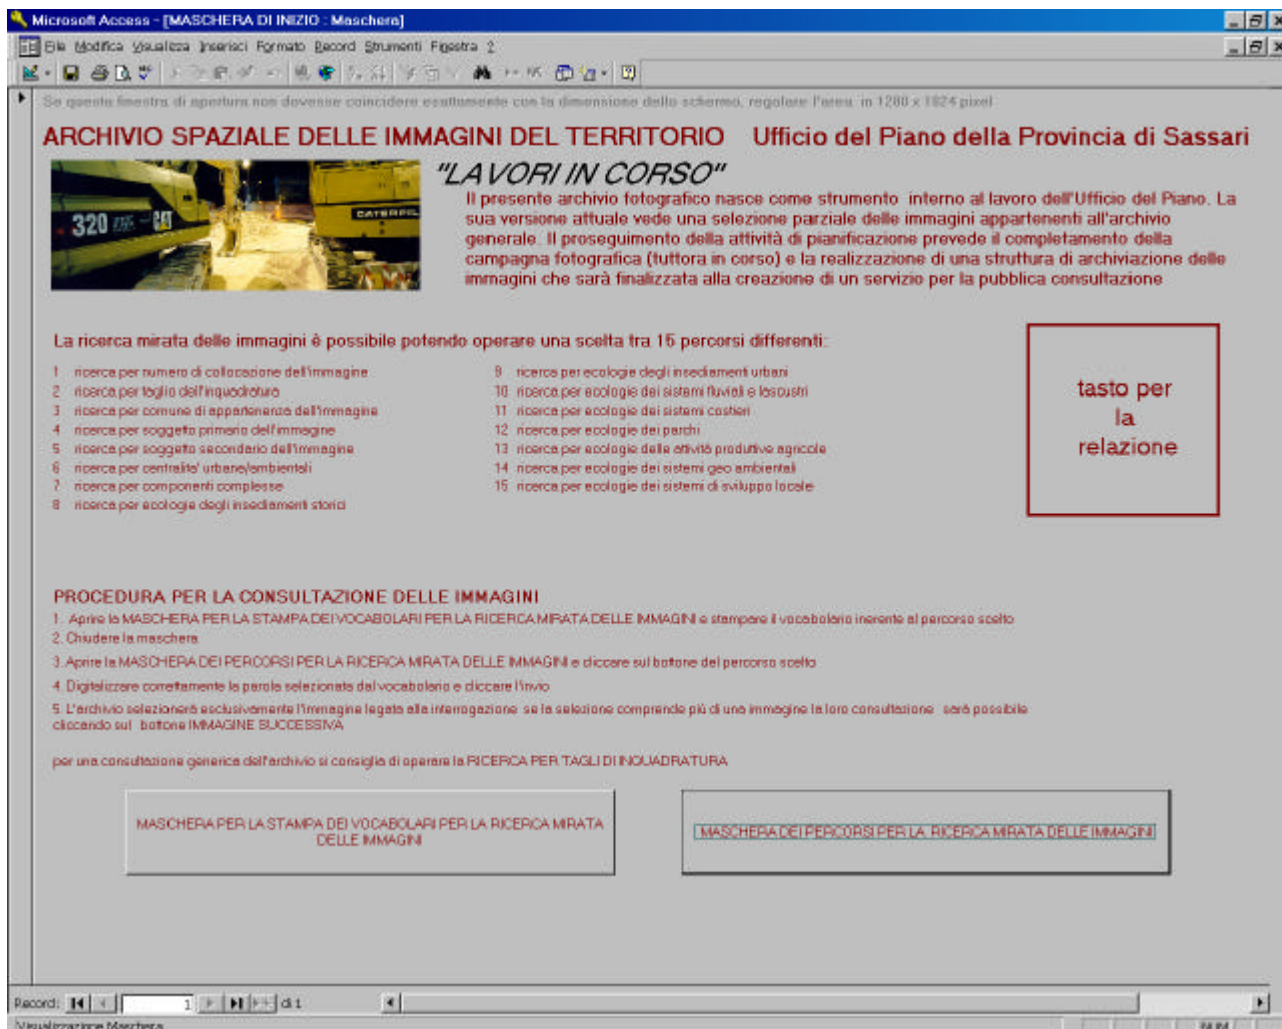 Microsoft Access - [MASCHERA DI INIZIO : Maschera]
File Modifica Visualizza Inserisci Formato Record Strumenti Finestra ?
Se questa finestra di apertura non dovesse coincidere esattamente con la dimensione dello schermo, regolare l'area in 1280 x 1024 pixel
ARCHIVIO SPAZIALE DELLE IMMAGINI DEL TERRITORIO Ufficio del Piano della Provincia di Sassari
"LAVORI IN CORSO"
320 CAT
CATERPIL
Il presente archivio fotografico nasce come strumento interno al lavoro dell'Ufficio del Piano. La
sua versione attuale vede una selezione parziale delle immagini appartenenti all'archivio
generale. Il proseguimento della attività di pianificazione prevede il completamento della
campagna fotografica (tuttora in corso) e la realizzazione di una struttura di archiviazione delle
immagini che sarà finalizzata alla creazione di un servizio per la pubblica consultazione
La ricerca mirata delle immagini è possibile potendo operare una scelta tra 15 percorsi differenti:
1 ricerca per numero di collocazione dell'immagine
2 ricerca per taglio dell'inquadratura
3 ricerca per comune di appartenenza dell'immagine
4 ricerca per soggetto primario dell'immagine
5 ricerca per soggetto secondario dell'immagine
6 ricerca per centralita' urbane/ambientali
7 ricerca per componenti complesse
8 ricerca per ecologie degli insediamenti storici
9 ricerca per ecologie degli insediamenti urbani
10 ricerca per ecologie dei sistemi fluviali e lascustri
11 ricerca per ecologie dei sistemi costieri
12 ricerca per ecologie dei parchi
13 ricerca per ecologie delle attività produttive agricole
14 ricerca per ecologie dei sistemi geo ambientali
15 ricerca per ecologie dei sistemi di sviluppo locale
tasto per
la
relazione
PROCEDURA PER LA CONSULTAZIONE DELLE IMMAGINI
1. Aprire la MASCHERA PER LA STAMPA DEI VOCABOLARI PER LA RICERCA MIRATA DELLE IMMAGINI e stampare il vocabolario inerente al percorso scelto
2. Chiudere la maschera
3. Aprire la MASCHERA DEI PERCORSI PER LA RICERCA MIRATA DELLE IMMAGINI e cliccare sul bottone del percorso scelto
4. Digitalizzare correttamente la parola selezionata dal vocabolario e cliccare l'invio
5. L'archivio selezionerà esclusivamente l'immagine legata alla interrogazione se la selezione comprende più di una immagine la loro consultazione sarà possibile
cliccando sul bottone IMMAGINE SUCCESSIVA
per una consultazione generica dell'archivio si consiglia di operare la RICERCA PER TAGLI DI INQUADRATURA
MASCHERA PER LA STAMPA DEI VOCABOLARI PER LA RICERCA MIRATA
DELLE IMMAGINI
MASCHERA DEI PERCORSI PER LA RICERCA MIRATA DELLE IMMAGINI
Record: 1 di 1
Visualizzazione Maschera NUM